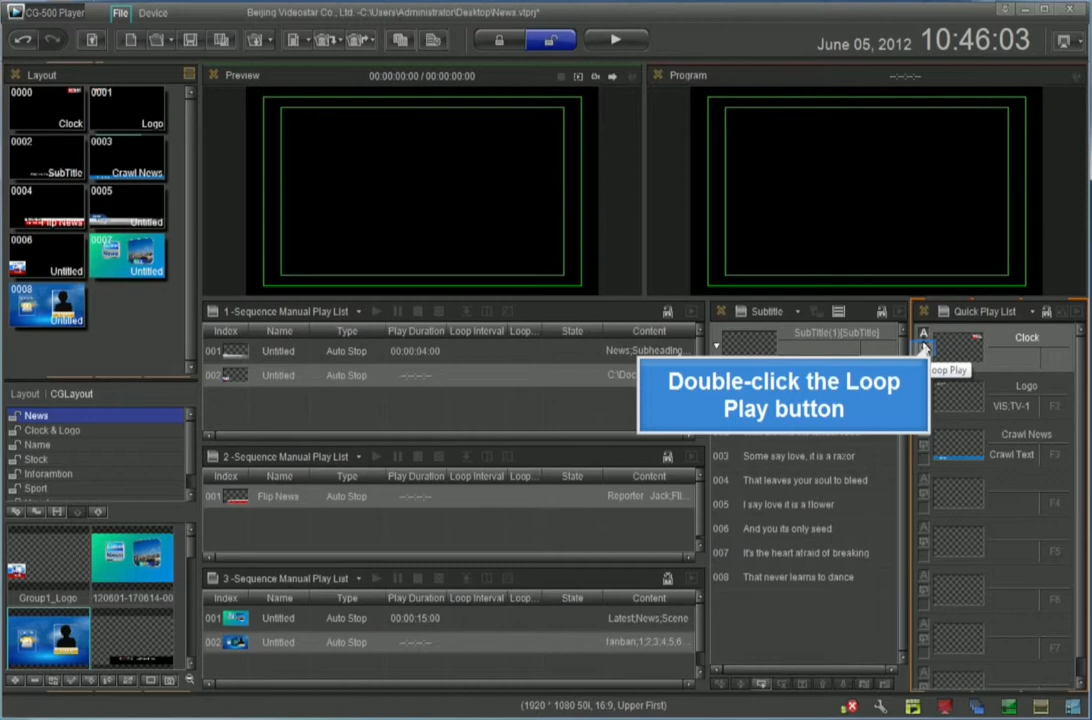 CG-500 Player File Device Beijing Videostar Co., Ltd. -C:\Users\Administrator\Desktop\News.vtprj*
June 05, 2012 10:46:03
Layout
0000
Clock
0001
Logo
0002
SubTitle
0003
Crawl News
0004
Flip News
0005
Untitled
0006
Untitled
0007
Untitled
0008
Untitled
Preview 00:00:00:00 / 00:00:00:00
Program --:--:--:--
1 -Sequence Manual Play List
Index Name Type Play Duration Loop Interval Loop... State Content
001 Untitled Auto Stop 00:00:04:00 News;Subheading...
002 Untitled Auto Stop --:--:--:--
2 -Sequence Manual Play List
Index Name Type Play Duration Loop Interval Loop... State Content
001 Flip News Auto Stop --:--:--:-- Reporter Jack;Fli...
3 -Sequence Manual Play List
Index Name Type Play Duration Loop Interval Loop... State Content
001 Untitled Auto Stop 00:00:15:00 Latest;News;Scene
002 Untitled Auto Stop --:--:--:-- fanban;1;2;3;4;5;6...
Subtitle
SubTitle(1)[SubTitle]
003 Some say love, it is a razor
004 That leaves your soul to bleed
005 I say love it is a flower
006 And you its only seed
007 It's the heart afraid of breaking
008 That never learns to dance
Quick Play List
A
Clock
oop Play
Logo
VIS;TV-1 F2
Crawl News
Crawl Text F3
F4
F5
F6
F7
Double-click the Loop
Play button
Layout CGLayout
News
Clock & Logo
Name
Stock
Inforamtion
Sport
Group1_Logo
120601-170614-00
(1920 * 1080 50i, 16:9, Upper First)